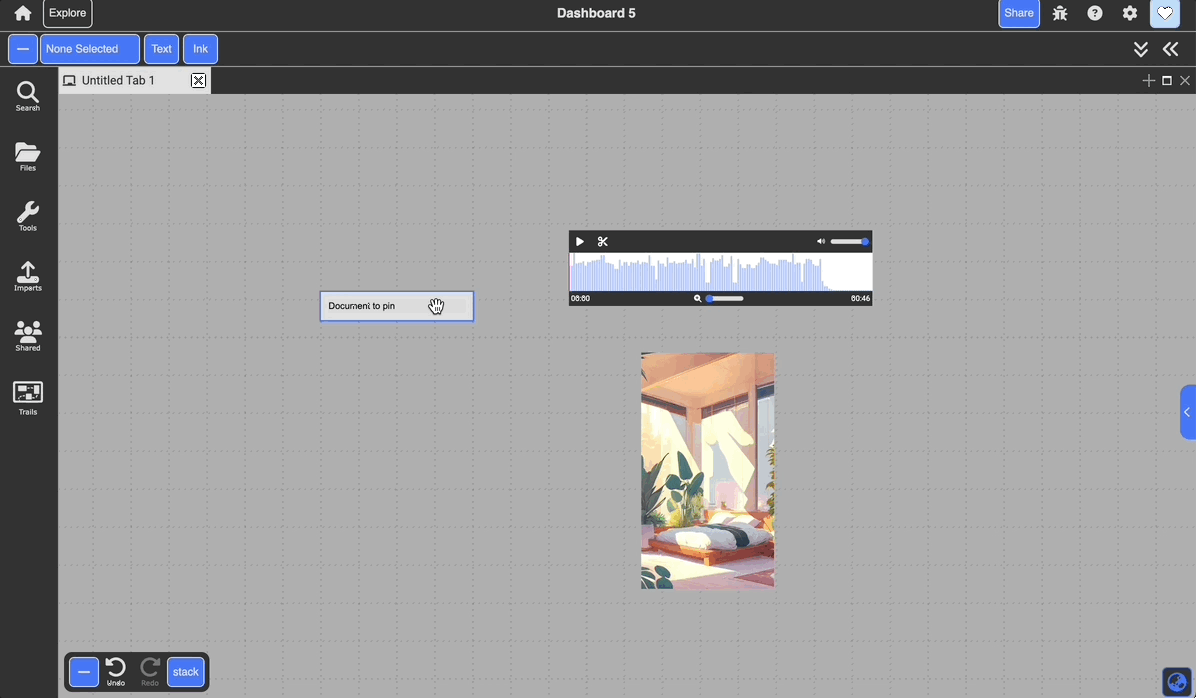 Explore
Dashboard 5
Share
None Selected
Text
Ink
Untitled Tab 1
Search
Files
Tools
Imparts
Shared
Trails
Document to pin
00:00
00:46
Undo
Redo
stack